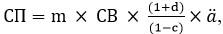 СП = m × СВ × (1+d)/(1−c) × ä,